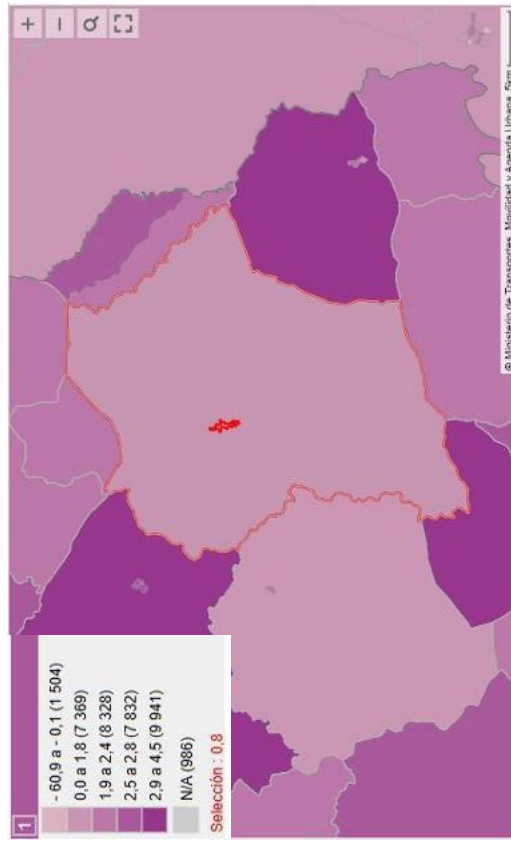 1
- 60,9 a - 0,1 (1 504)
0,0 a 1,8 (7 369)
1,9 a 2,4 (8 328)
2,5 a 2,8 (7 832)
2,9 a 4,5 (9 941)
N/A (986)
Selección : 0,8
+
−
© Ministerio de Transportes, Movilidad y Agenda Urbana 5km